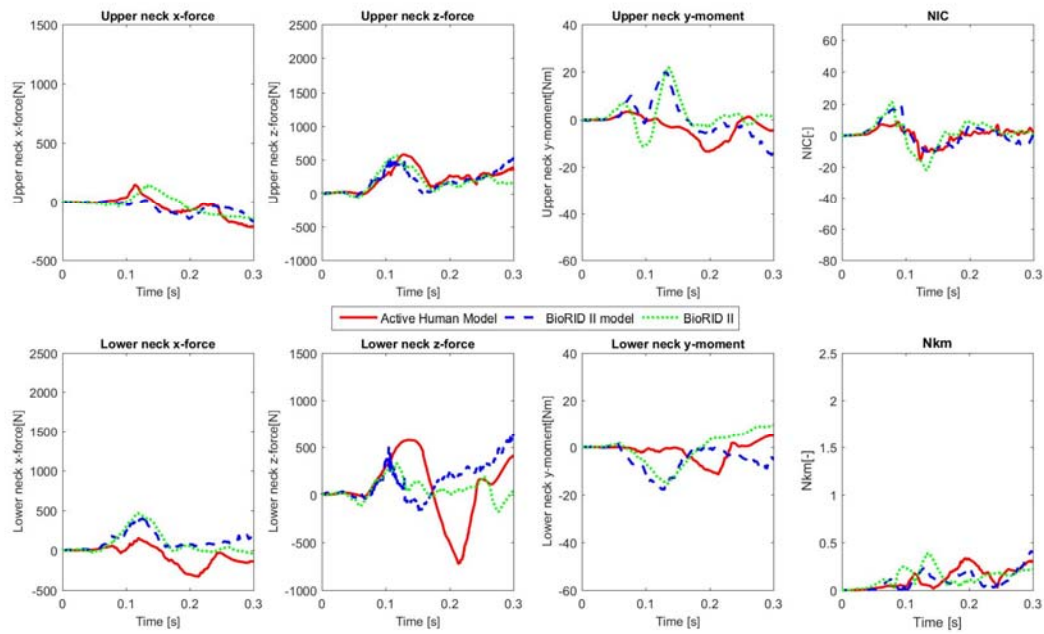 Upper neck x-force
Upper neck x-force[N]
1500
1000
500
0
-500
0 0.1 0.2 0.3
Time [s]
Upper neck z-force
Upper neck z-force[N]
2500
2000
1500
1000
500
0
-500
-1000
0 0.1 0.2 0.3
Time [s]
Upper neck y-moment
Upper neck y-moment[Nm]
40
20
0
-20
-40
-60
0 0.1 0.2 0.3
Time [s]
NIC
NIC[-]
60
40
20
0
-20
-40
-60
-80
0 0.1 0.2 0.3
Time [s]
Active Human Model BioRID II model BioRID II
Lower neck x-force
Lower neck x-force[N]
2500
2000
1500
1000
500
0
-500
0 0.1 0.2 0.3
Time [s]
Lower neck z-force
Lower neck z-force[N]
1500
1000
500
0
-500
-1000
0 0.1 0.2 0.3
Time [s]
Lower neck y-moment
Lower neck y-moment[Nm]
40
20
0
-20
-40
-60
0 0.1 0.2 0.3
Time [s]
Nkm
Nkm[-]
2.5
2
1.5
1
0.5
0
0 0.1 0.2 0.3
Time [s]